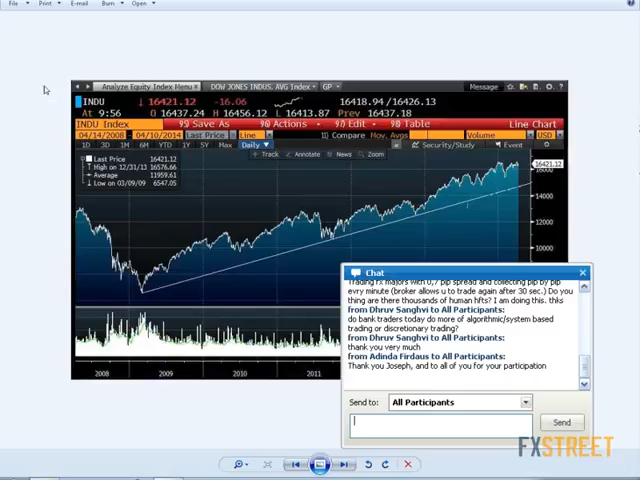 File Print E-mail Burn Open
Analyze Equity Index Menu DOW JONES INDUS. AVG Index GP Message
INDU 16421.12 -16.06 16418.94/16426.13
At 9:56 O 16437.24 H 16456.12 L 16413.87 Prev 16437.18
INDU Index 90 Save As 90 Actions 90 Edit 90 Table Line Chart
04/14/2008 - 04/10/2014 Last Price Line 11) Compare Mov. Avgs Volume USD
1D 3D 1M 6M YTD 1Y 5Y Max Daily Security/Study Event
Track Annotate News Zoom
Last Price 16421.12
High on 12/31/13 16576.66
Average 11959.61
Low on 03/09/09 6547.05
16421.12
16000
14000
12000
10000
2008 2009 2010 2011
Chat
Trading fx majors with 0,7 pip spread and collecting pip by pip
evry minute (broker allows u to trade again after 30 sec.) Do you
thing are there thousands of human hfts? I am doing this. thks
from Dhruv Sanghvi to All Participants:
do bank traders today do more of algorithmic/system based
trading or discretionary trading?
from Dhruv Sanghvi to All Participants:
thank you very much
from Adinda Firdaus to All Participants:
Thank you Joseph, and to all of you for your participation
Send to: All Participants
Send
FXSTREET